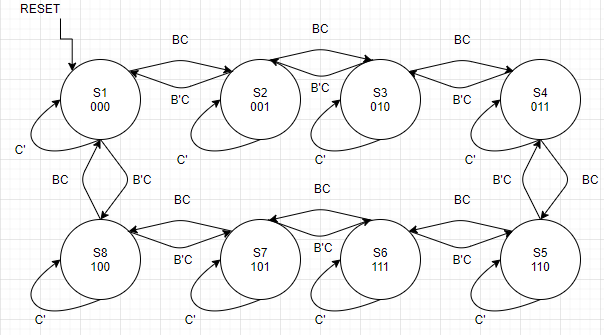 RESET
BC
BC
BC
S1
000
S2
001
S3
010
S4
011
B'C
B'C
B'C
C'
C'
C'
C'
BC
B'C
B'C
BC
BC
BC
BC
S8
100
S7
101
S6
111
S5
110
B'C
B'C
B'C
C'
C'
C'
C'